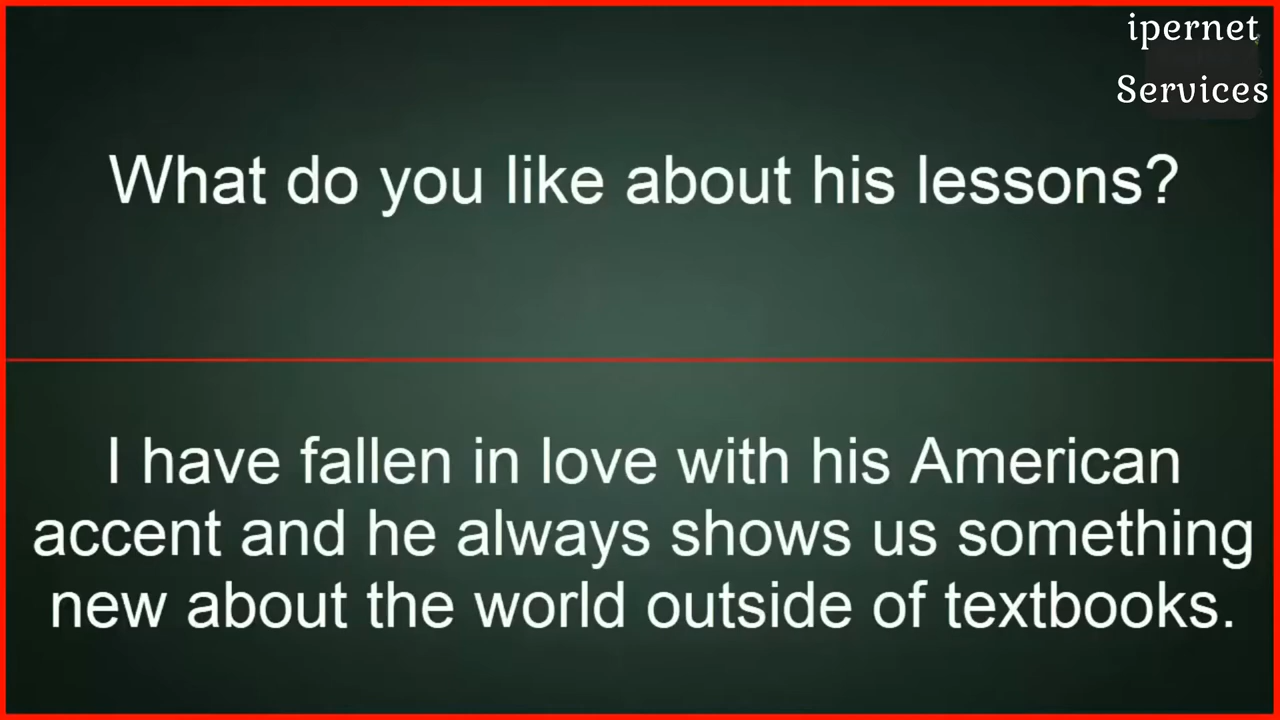 ipernet
Services
What do you like about his lessons?
I have fallen in love with his American
accent and he always shows us something
new about the world outside of textbooks.